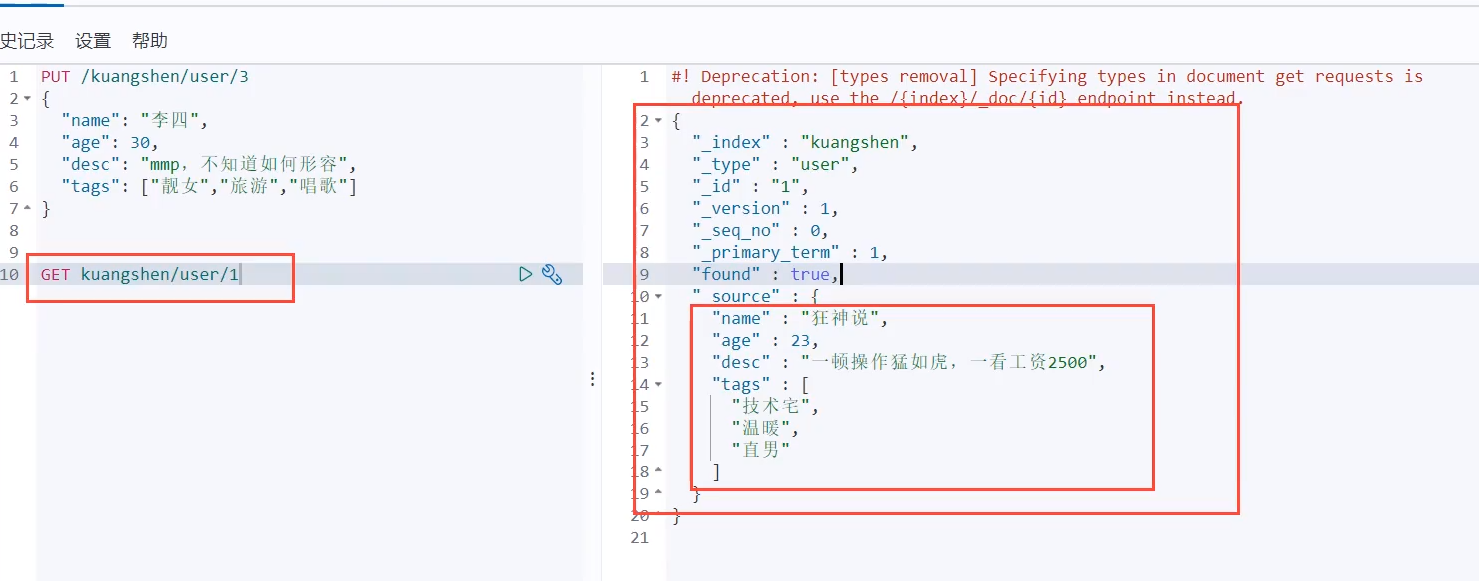 史记录 设置 帮助
1 PUT /kuangshen/user/3
2 {
3 "name": "李四",
4 "age": 30,
5 "desc": "mmp，不知道如何形容",
6 "tags": ["靓女","旅游","唱歌"]
7 }
8
9
10 GET kuangshen/user/1
1 #! Deprecation: [types removal] Specifying types in document get requests is
deprecated, use the /{index}/_doc/{id} endpoint instead.
2 {
3 "_index" : "kuangshen",
4 "_type" : "user",
5 "_id" : "1",
6 "_version" : 1,
7 "_seq_no" : 0,
8 "_primary_term" : 1,
9 "found" : true,
10 "_source" : {
11 "name" : "狂神说",
12 "age" : 23,
13 "desc" : "一顿操作猛如虎，一看工资2500",
14 "tags" : [
15 "技术宅",
16 "温暖",
17 "直男"
18 ]
19 }
20 }
21